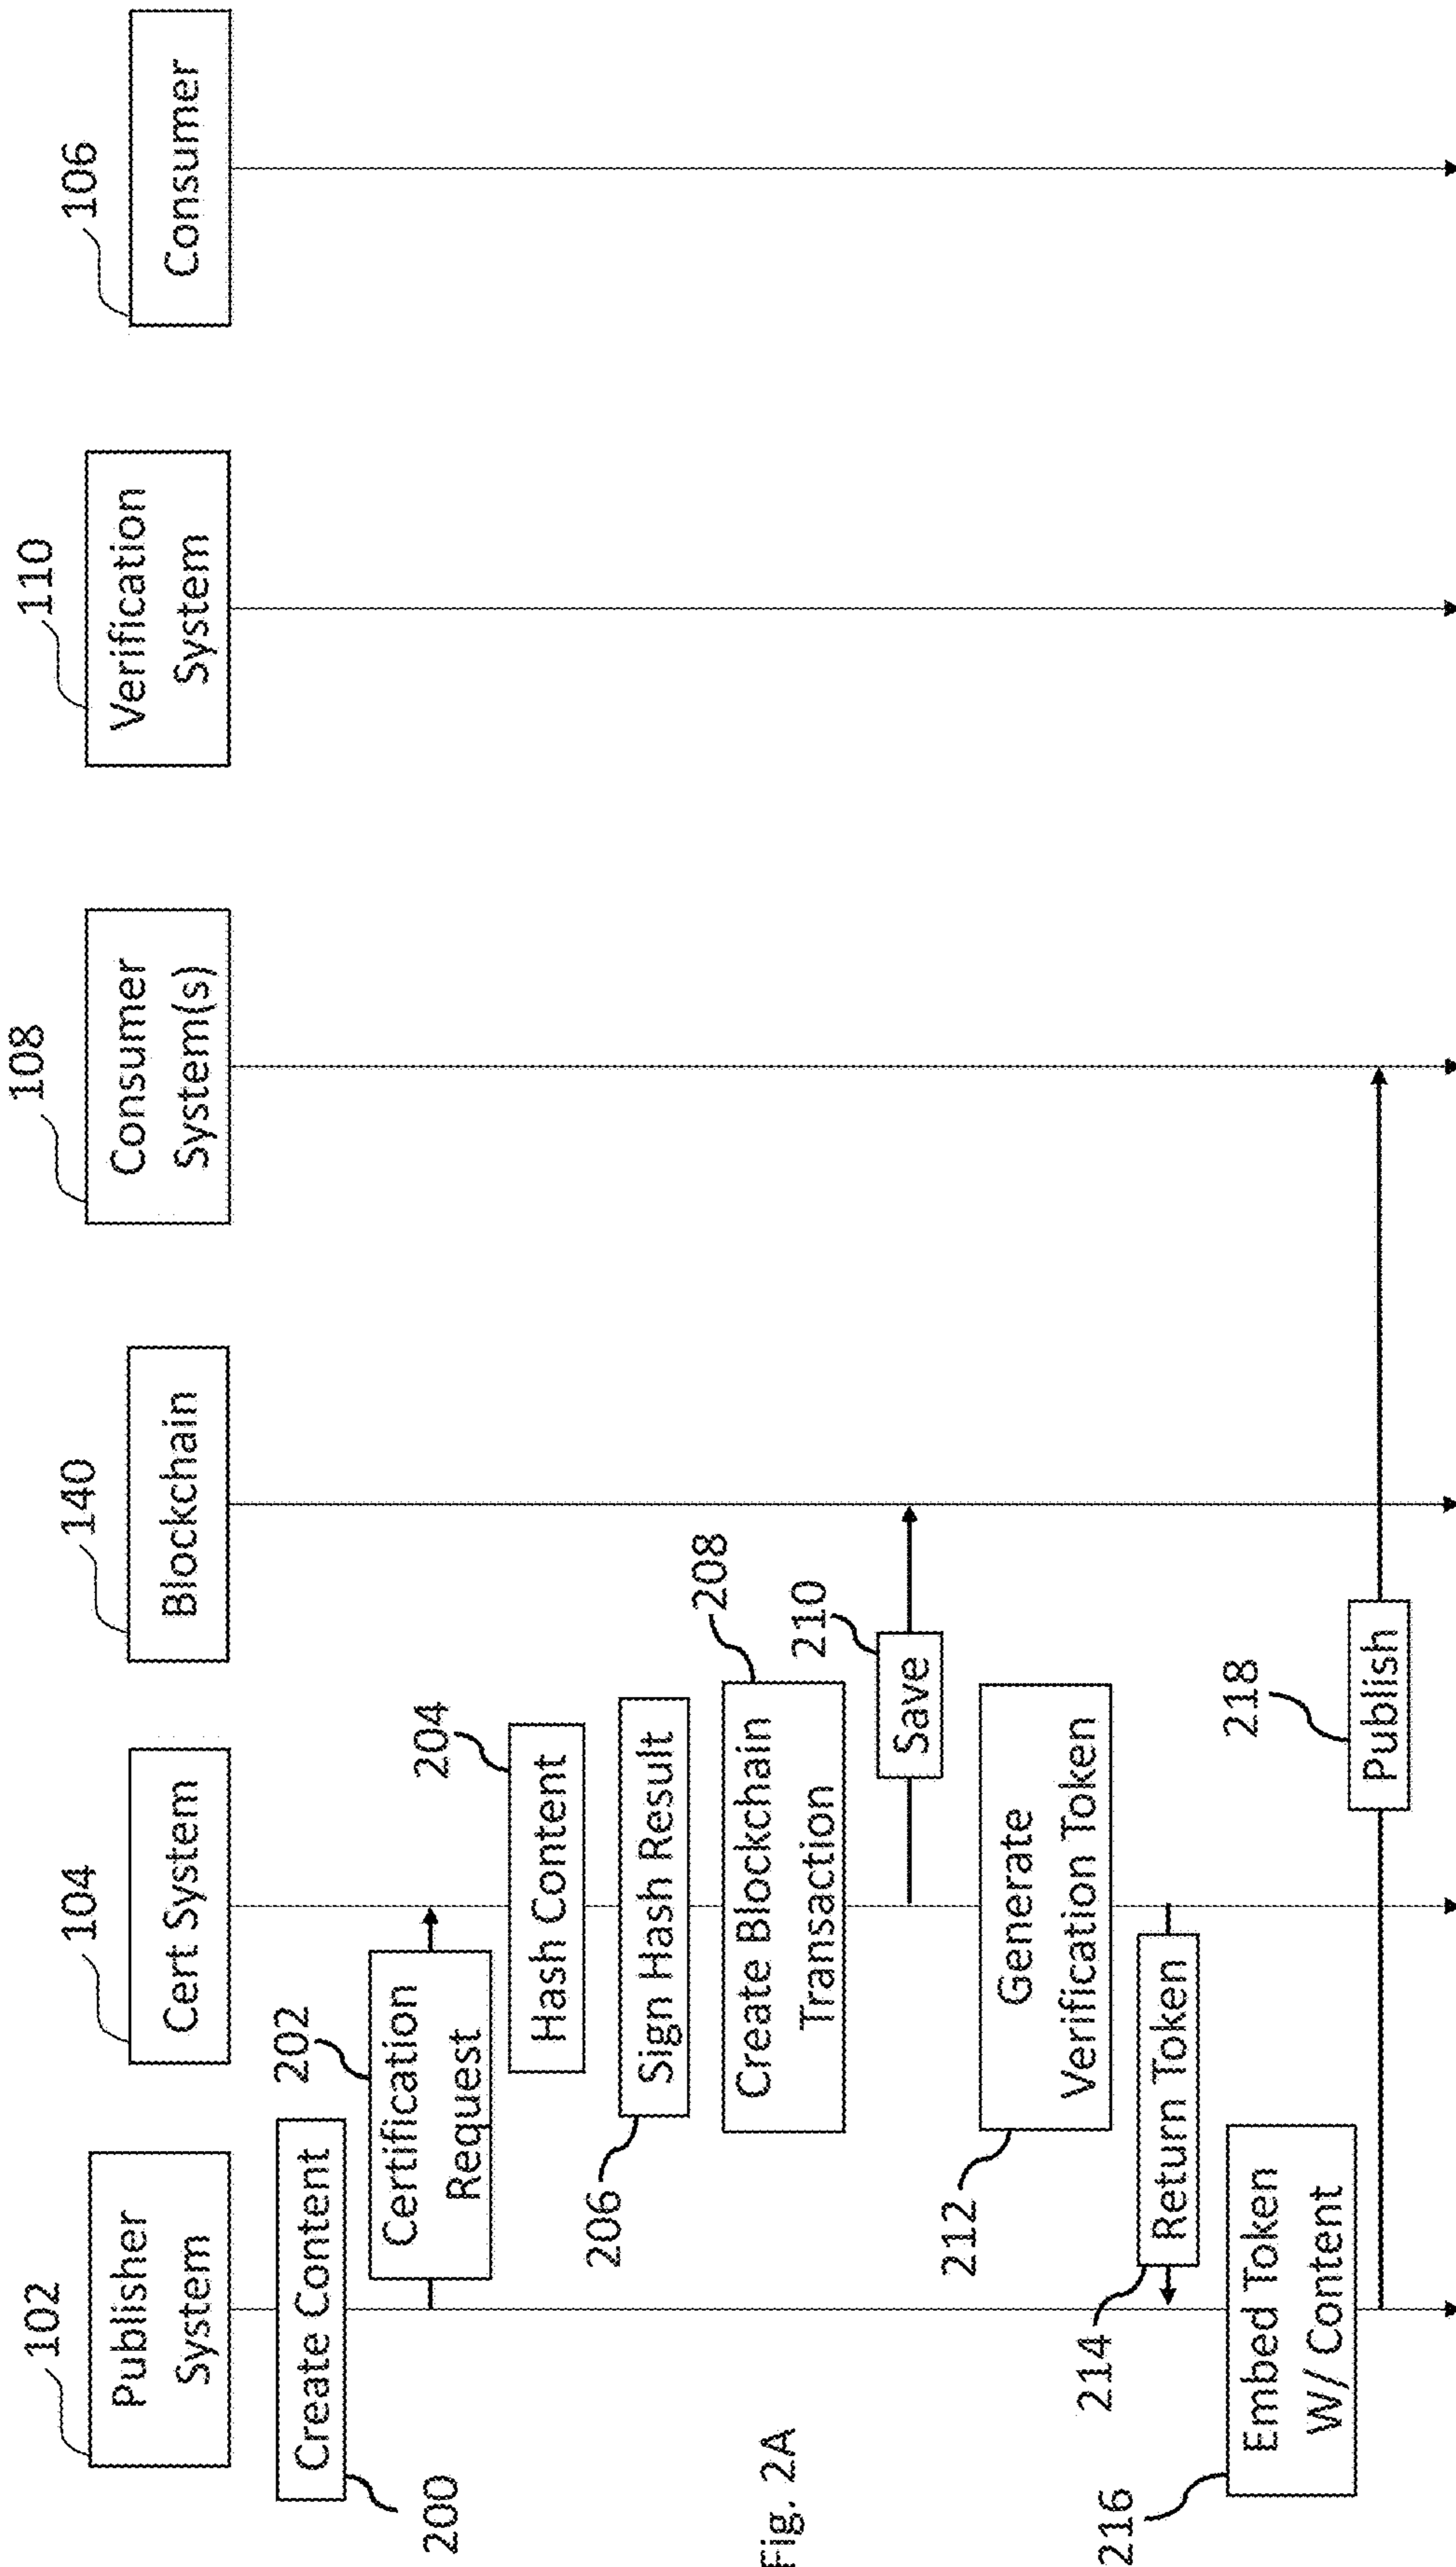 102
Publisher
System
104
Cert System
140
Blockchain
108
Consumer
System(s)
110
Verification
System
106
Consumer
Create Content
200
202
Certification
Request
204
Hash Content
206
Sign Hash Result
208
Create Blockchain
Transaction
210
Save
212
Generate
Verification Token
214
Return Token
216
Embed Token
W/ Content
218
Publish
Fig. 2A